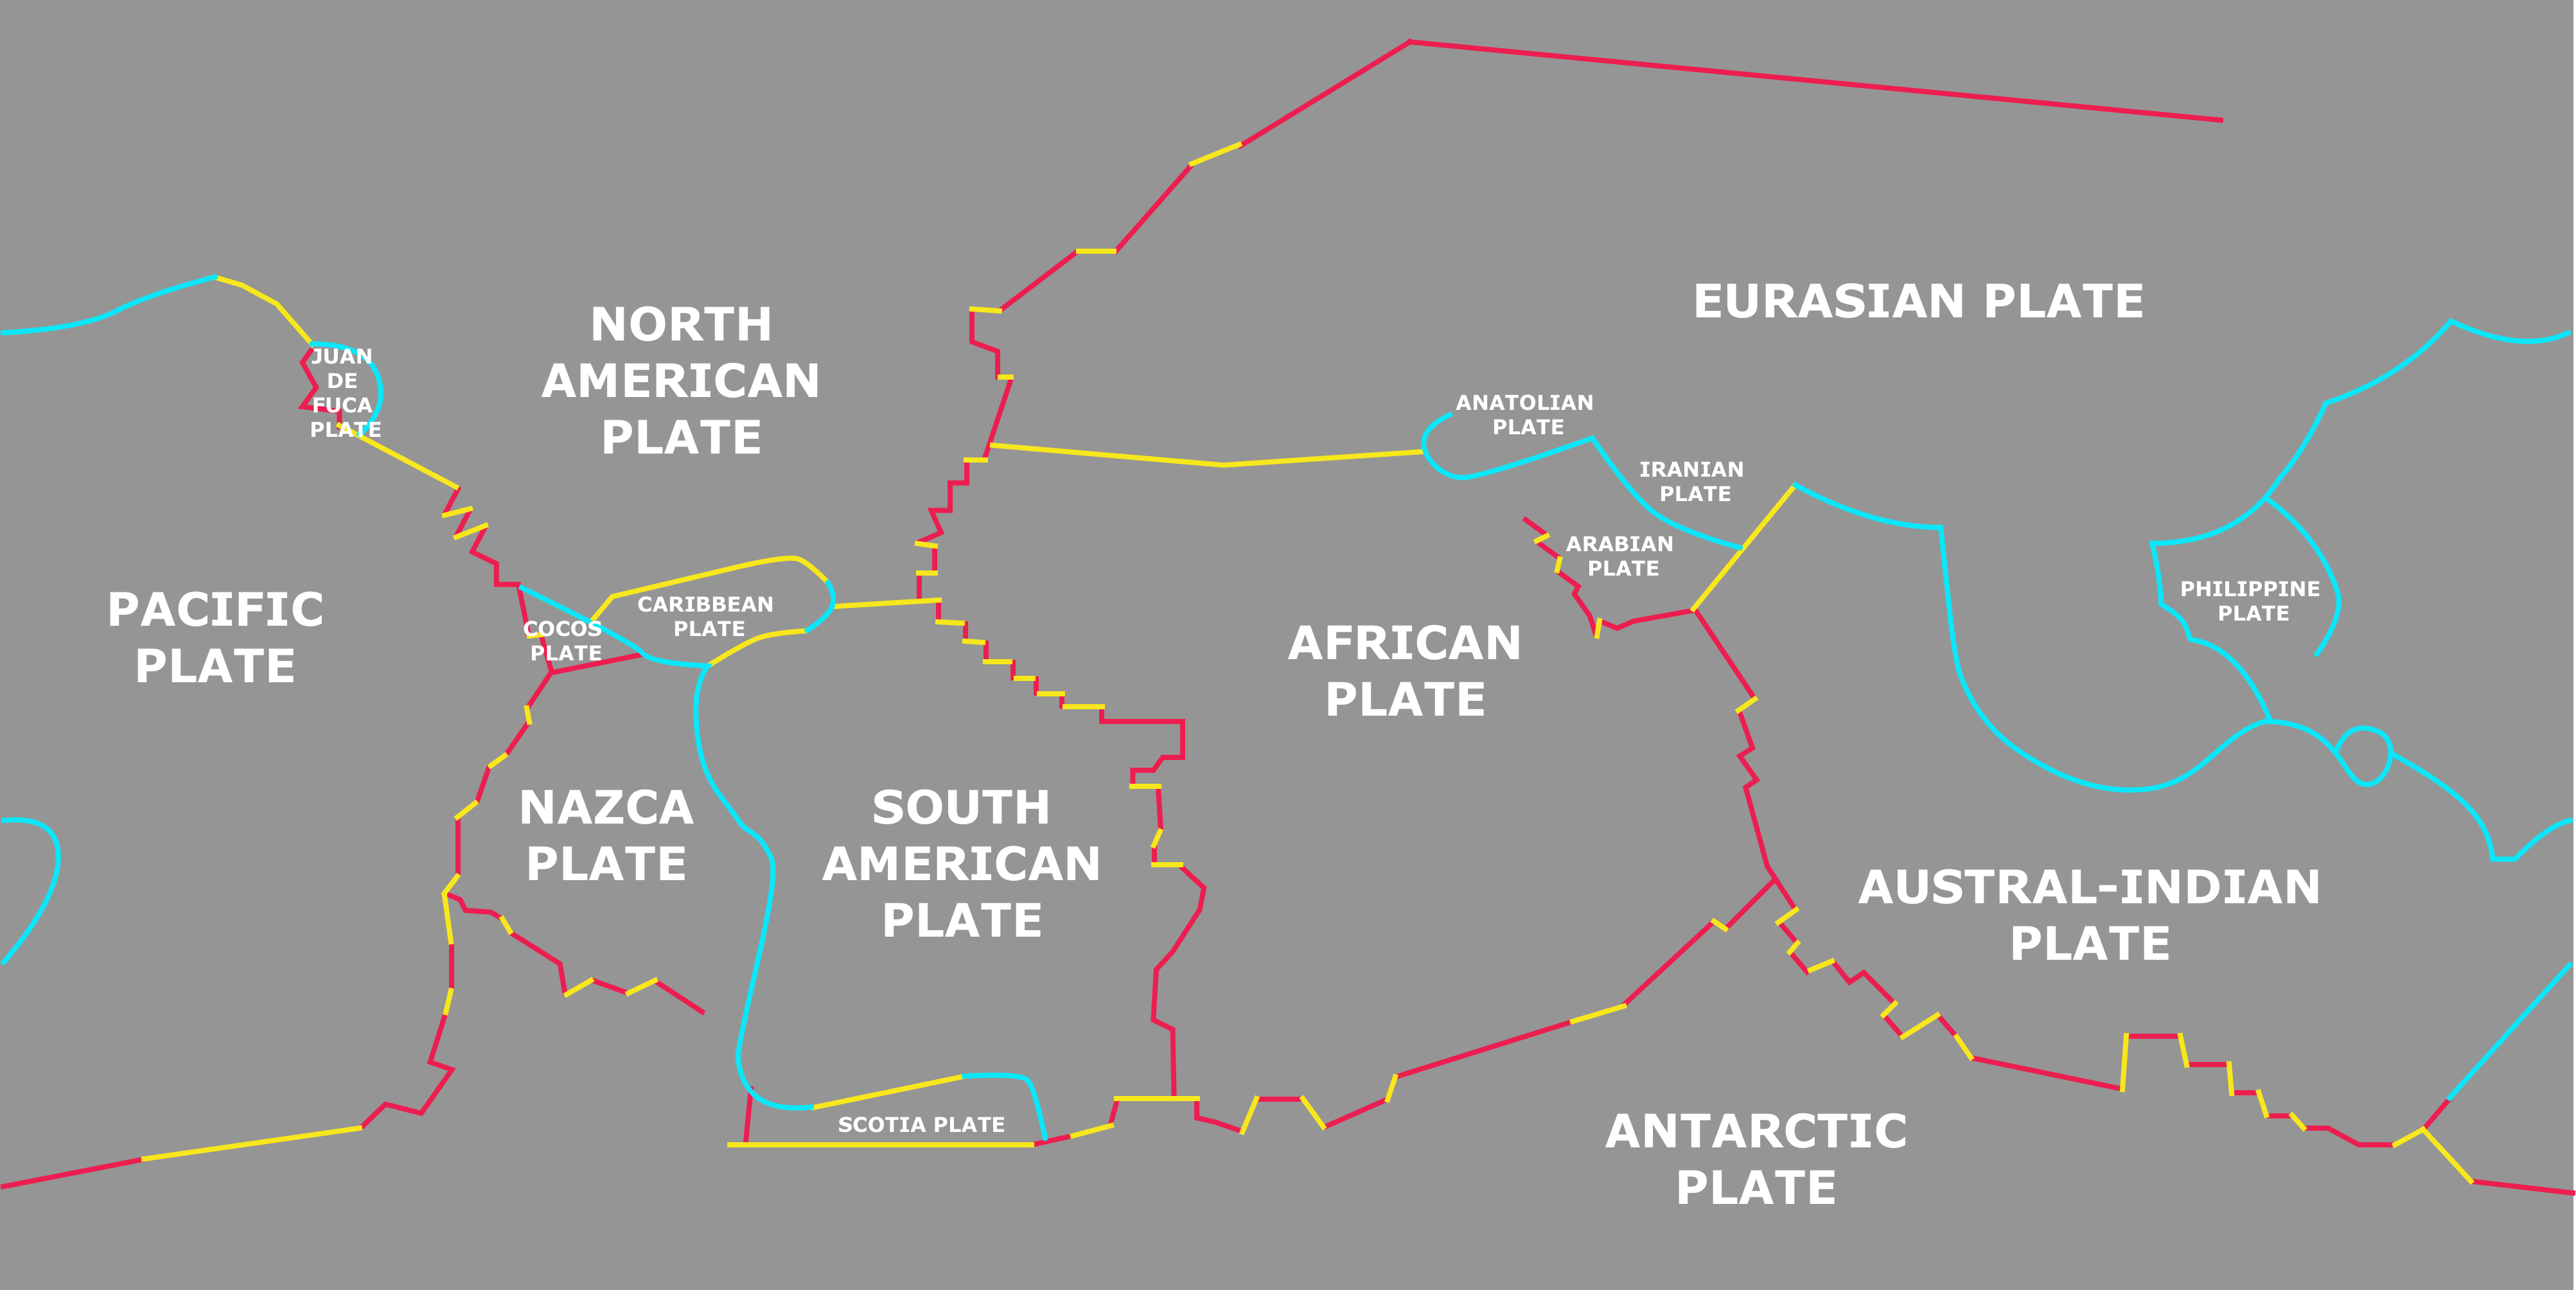 EURASIAN PLATE
NORTH
AMERICAN
PLATE
JUAN
DE
FUCA
PLATE
ANATOLIAN
PLATE
IRANIAN
PLATE
ARABIAN
PLATE
PACIFIC
PLATE
COCOS
PLATE
CARIBBEAN
PLATE
AFRICAN
PLATE
PHILIPPINE
PLATE
NAZCA
PLATE
SOUTH
AMERICAN
PLATE
AUSTRAL-INDIAN
PLATE
SCOTIA PLATE
ANTARCTIC
PLATE